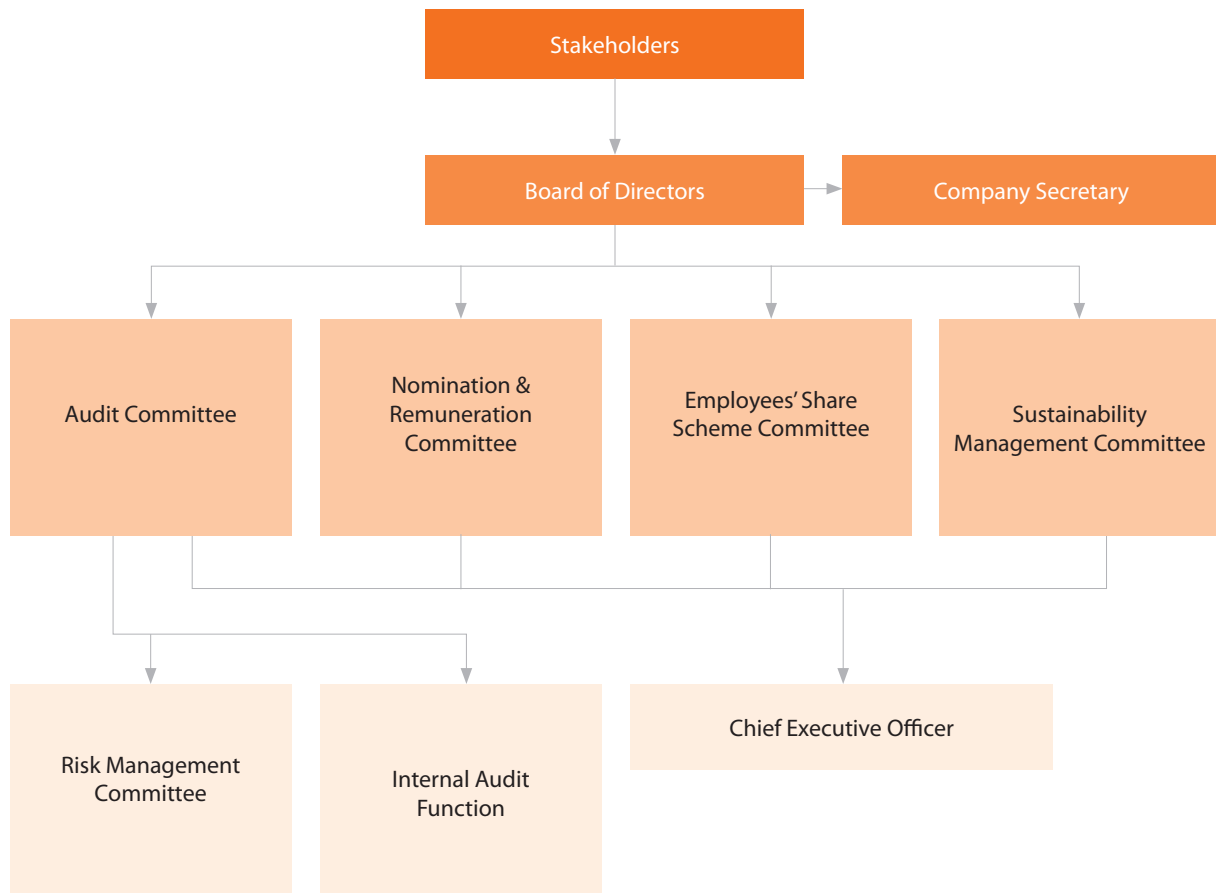 Stakeholders
Board of Directors
Company Secretary
Audit Committee
Nomination &
Remuneration
Committee
Employees’ Share
Scheme Committee
Sustainability
Management Committee
Risk Management
Committee
Internal Audit
Function
Chief Executive Officer